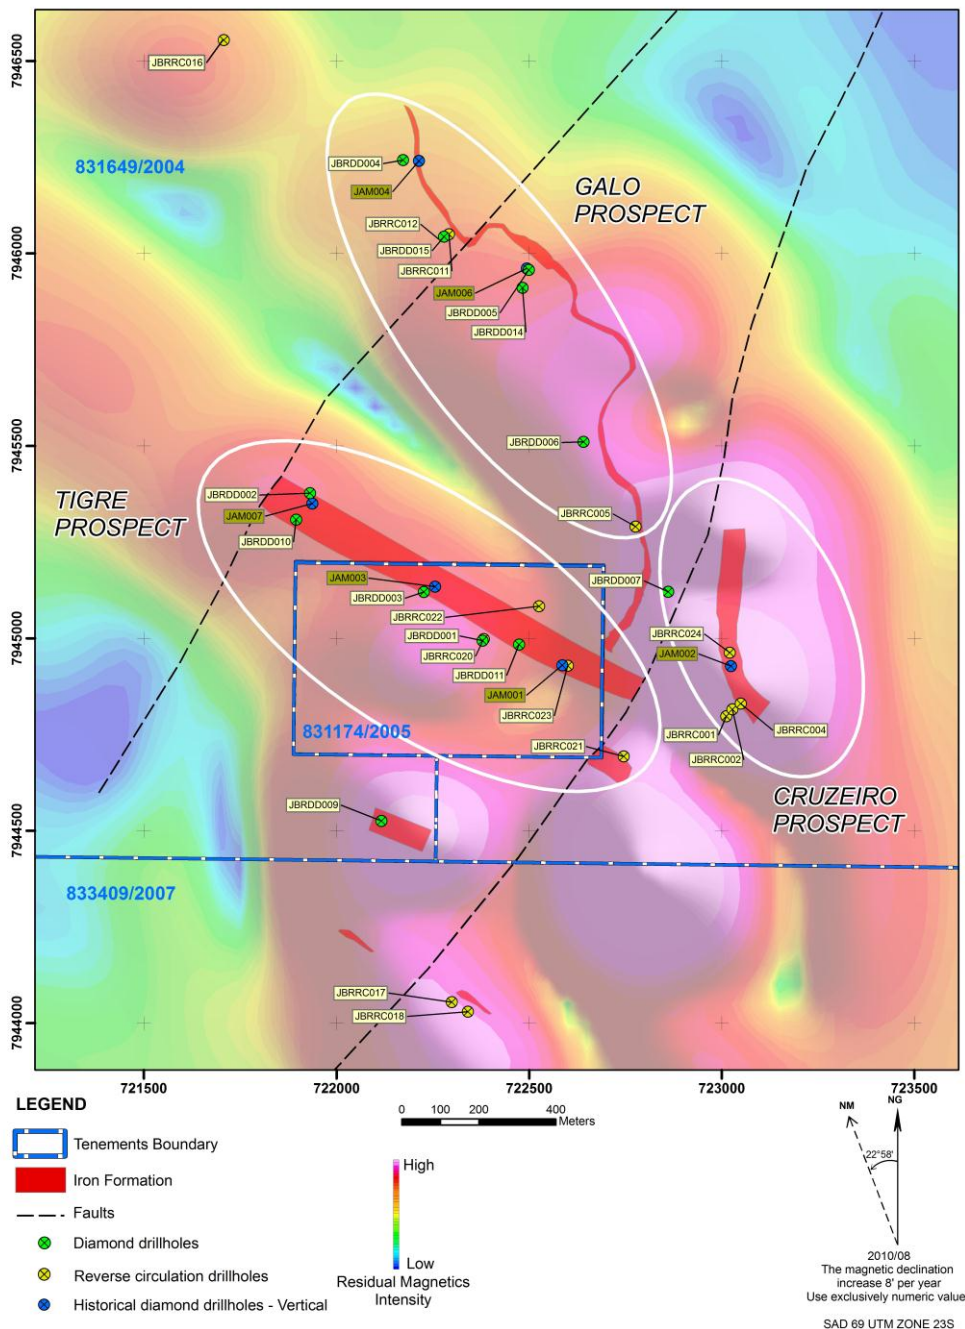 7946500
7946000
7945500
7945000
7944500
7944000
JBRRC016
831649/2004
JBRDD004
JAM004
GALO
PROSPECT
JBRRC012
JBRDD015
JBRRC011
JAM006
JBRDD005
JBRDD014
JBRDD006
TIGRE
PROSPECT
JBRDD002
JAM007
JBRDD010
JBRRC005
JAM003
JBRDD003
JBRDD007
JBRRC022
JBRDD001
JBRRC020
JBRDD011
JAM001
JBRRC023
JBRRC024
JAM002
JBRRC001
JBRRC002
JBRRC004
831174/2005
JBRRC021
CRUZEIRO
PROSPECT
JBRDD009
833409/2007
JBRRC017
JBRRC018
721500
722000
722500
723000
723500
LEGEND
Tenements Boundary
Iron Formation
Faults
Diamond drillholes
Reverse circulation drillholes
Historical diamond drillholes - Vertical
0 100 200 400
Meters
High
Low
Residual Magnetics
Intensity
NM
NG
22°58'
2010/08
The magnetic declination
increase 8' per year
Use exclusively numeric value
SAD 69 UTM ZONE 23S